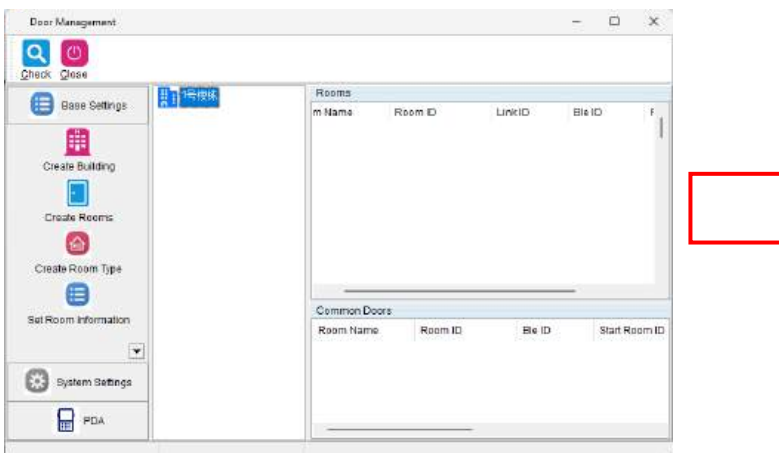 Door Management
Check Close
Base Settings
Create Building
Create Rooms
Create Room Type
Set Room Information
System Settings
PDA
1号楼栋
Rooms
m Name Room ID Link ID Ble ID
Common Doors
Room Name Room ID Ble ID Start Room ID